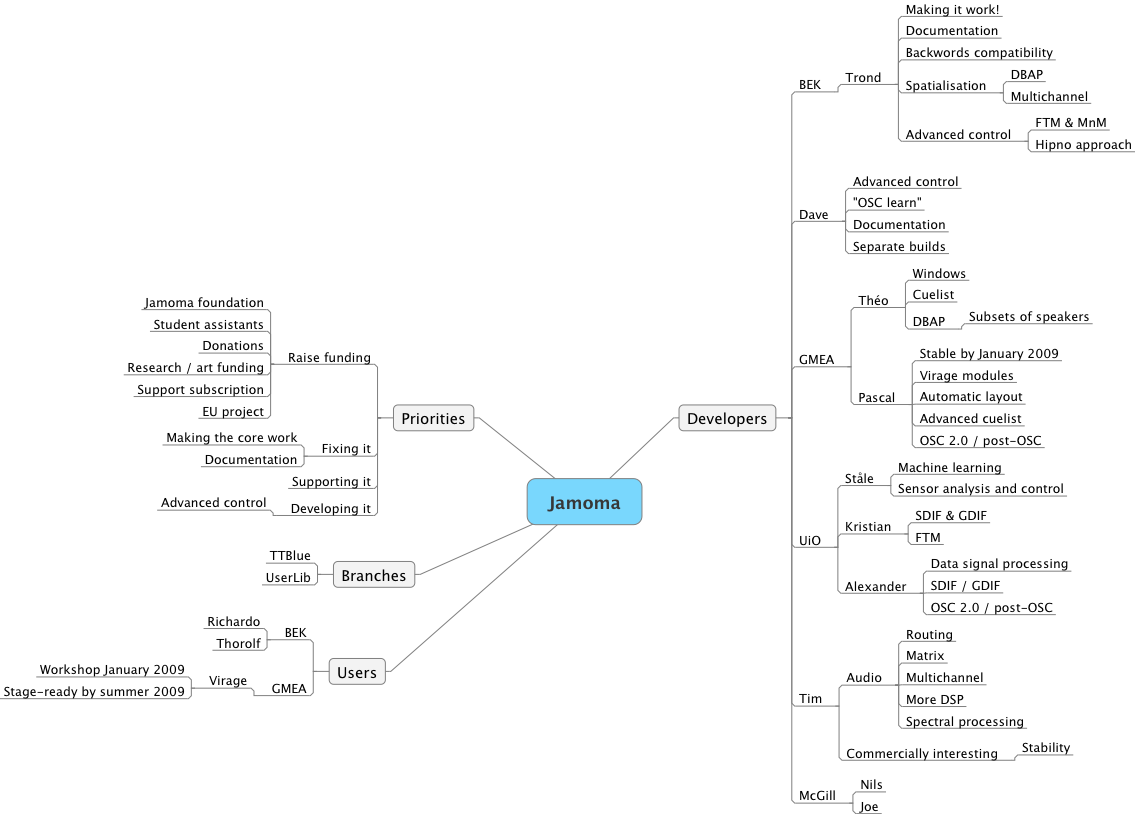 Jamoma
Developers
BEK
Trond
Making it work!
Documentation
Backwords compatibility
Spatialisation
DBAP
Multichannel
Advanced control
FTM & MnM
Hipno approach
Dave
Advanced control
"OSC learn"
Documentation
Separate builds
GMEA
Théo
Windows
Cuelist
DBAP
Subsets of speakers
Pascal
Stable by January 2009
Virage modules
Automatic layout
Advanced cuelist
OSC 2.0 / post-OSC
UiO
Ståle
Machine learning
Sensor analysis and control
Kristian
SDIF & GDIF
FTM
Alexander
Data signal processing
SDIF / GDIF
OSC 2.0 / post-OSC
Tim
Audio
Routing
Matrix
Multichannel
More DSP
Spectral processing
Commercially interesting
Stability
McGill
Nils
Joe
Priorities
Raise funding
Jamoma foundation
Student assistants
Donations
Research / art funding
Support subscription
EU project
Fixing it
Making the core work
Documentation
Supporting it
Developing it
Advanced control
Branches
TTBlue
UserLib
Users
BEK
Richardo
Thorolf
GMEA
Virage
Workshop January 2009
Stage-ready by summer 2009